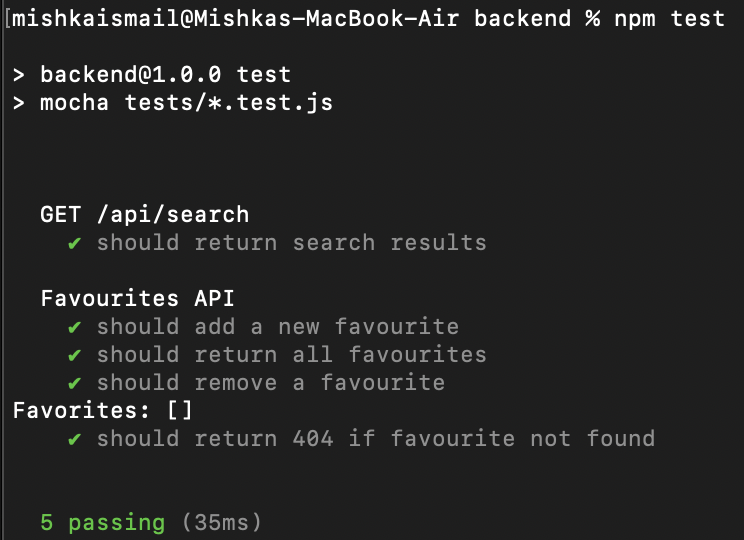 [mishkaismail@Mishkas-MacBook-Air backend % npm test
> backend@1.0.0 test
> mocha tests/*.test.js
GET /api/search
✔ should return search results
Favourites API
✔ should add a new favourite
✔ should return all favourites
✔ should remove a favourite
Favorites: []
✔ should return 404 if favourite not found
5 passing (35ms)